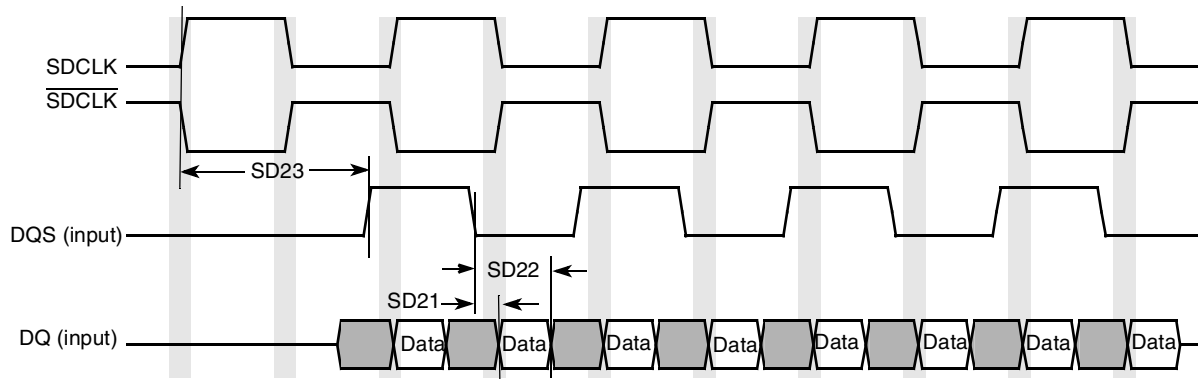 SDCLK
SDCLK
SD23
DQS (input)
SD22
SD21
DQ (input)
Data
Data
Data
Data
Data
Data
Data
Data